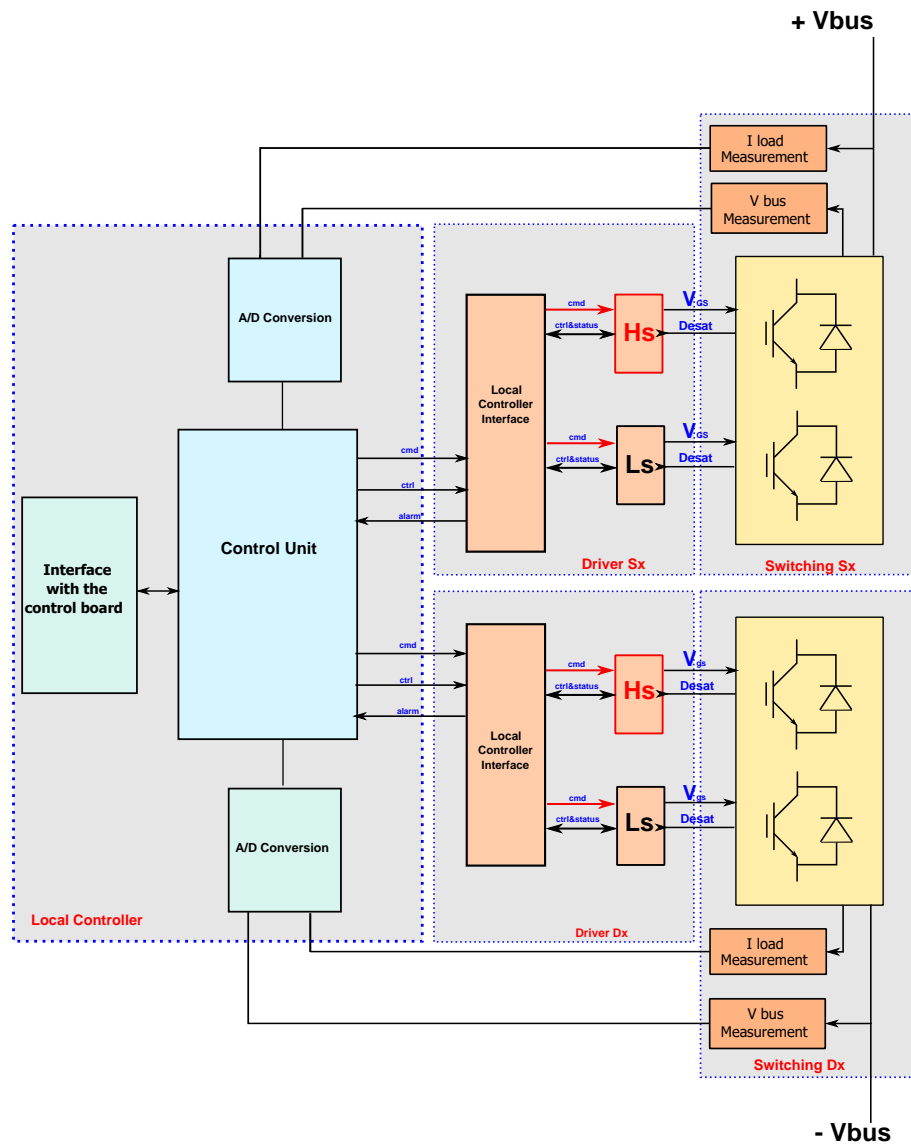 + Vbus
I load
Measurement
V bus
Measurement
A/D Conversion
Local
Controller
Interface
cmd
ctrl&status
Hs
VGS
Desat
cmd
ctrl&status
Ls
VGS
Desat
cmd
ctrl
alarm
Driver Sx
Switching Sx
Control Unit
Interface
with the
control board
cmd
ctrl
alarm
Local
Controller
Interface
cmd
ctrl&status
Hs
Vgs
Desat
cmd
ctrl&status
Ls
Vgs
Desat
A/D Conversion
Local Controller
Driver Dx
I load
Measurement
V bus
Measurement
Switching Dx
- Vbus